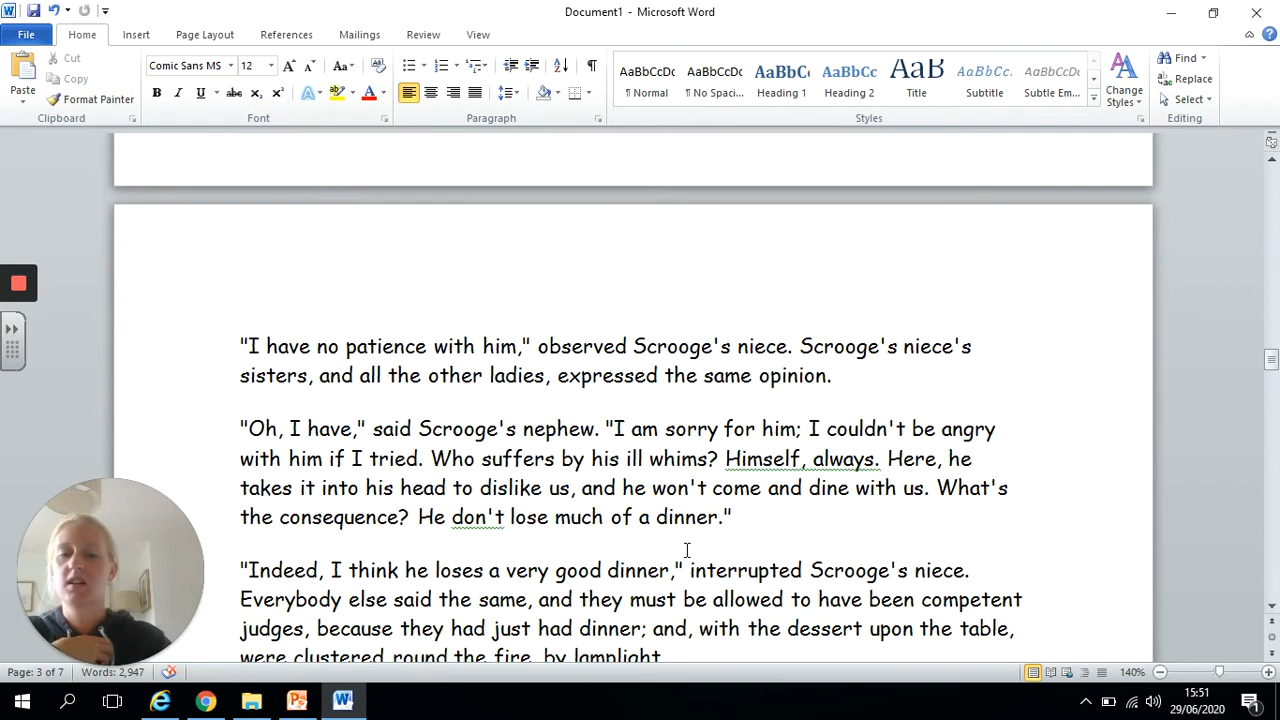 Document1 - Microsoft Word
File Home Insert Page Layout References Mailings Review View
Paste
Cut
Copy
Format Painter
Clipboard
Comic Sans MS 12
Font
Paragraph
AaBbCcDc AaBbCcDc AaBbC AaBbCc AaB AaBbCcDc AaBbCcDc
¶ Normal ¶ No Spaci... Heading 1 Heading 2 Title Subtitle Subtle Em...
Styles
Change
Styles
Find
Replace
Select
Editing
"I have no patience with him," observed Scrooge's niece. Scrooge's niece's
sisters, and all the other ladies, expressed the same opinion.
"Oh, I have," said Scrooge's nephew. "I am sorry for him; I couldn't be angry
with him if I tried. Who suffers by his ill whims? Himself, always. Here, he
takes it into his head to dislike us, and he won't come and dine with us. What's
the consequence? He don't lose much of a dinner."
"Indeed, I think he loses a very good dinner," interrupted Scrooge's niece.
Everybody else said the same, and they must be allowed to have been competent
judges, because they had just had dinner; and, with the dessert upon the table,
were clustered round the fire, by lamplight.
Page: 3 of 7 Words: 2,947
140%
15:51
29/06/2020